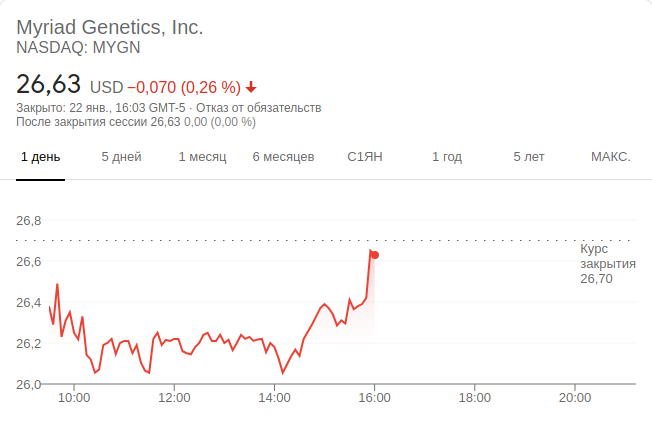 Myriad Genetics, Inc.
NASDAQ: MYGN
26,63 USD −0,070 (0,26 %)
Закрыто: 22 янв., 16:03 GMT-5 · Отказ от обязательств
После закрытия сессии 26,63 0,00 (0,00 %)
1 день 5 дней 1 месяц 6 месяцев С1ЯН 1 год 5 лет МАКС.
26,8
Курс
закрытия
26,70
26,6
26,4
26,2
26,0
10:00 12:00 14:00 16:00 18:00 20:00